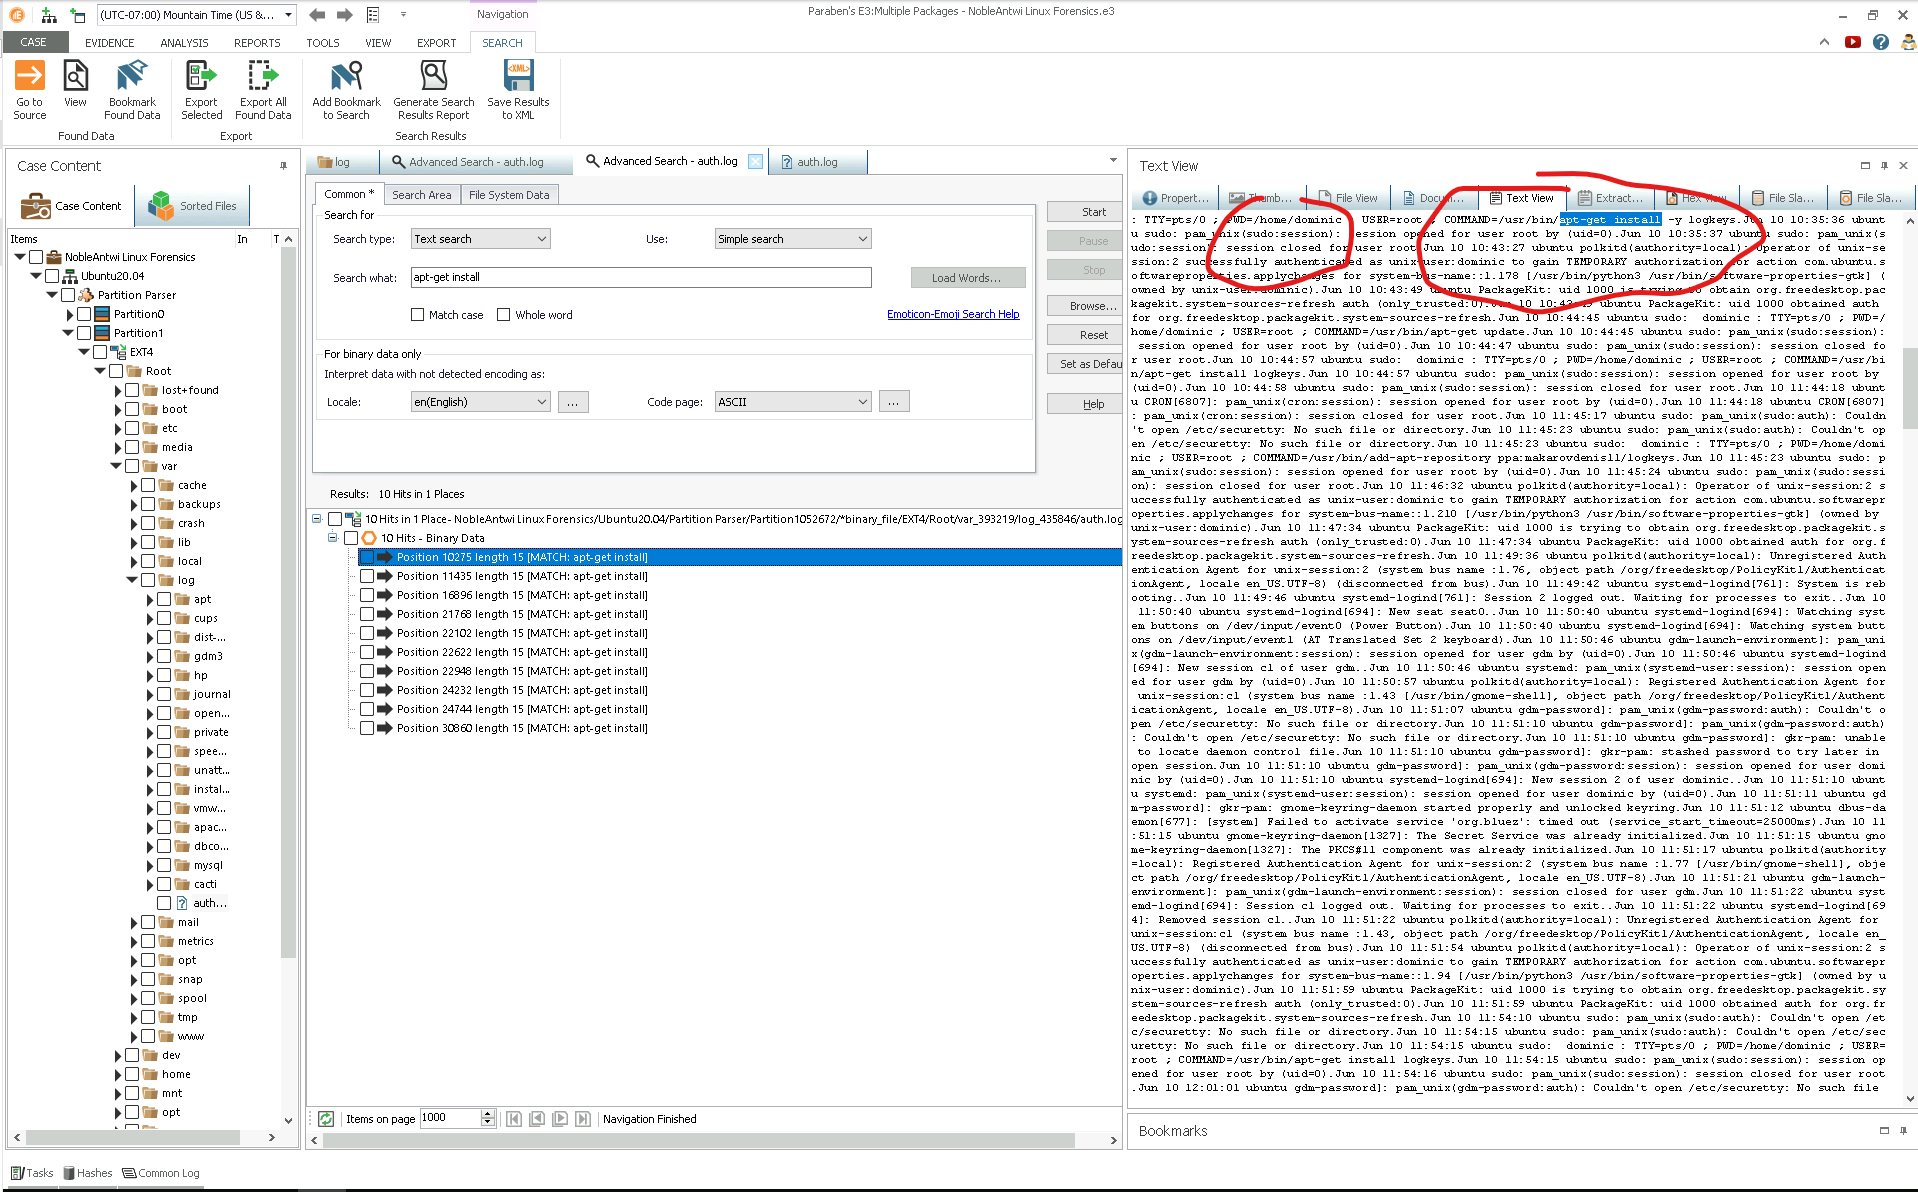 (UTC-07:00) Mountain Time (US &...
Navigation
Paraben's E3:Multiple Packages - NobleAntwi Linux Forensics.e3
CASE EVIDENCE ANALYSIS REPORTS TOOLS VIEW EXPORT SEARCH
Go to Source
View
Bookmark Found Data
Export Selected
Export All Found Data
Add Bookmark to Search
Generate Search Results Report
Save Results to XML
Found Data Export Search Results
Case Content
Case Content Sorted Files
Items In T
NobleAntwi Linux Forensics
Ubuntu20.04
Partition Parser
Partition0
Partition1
EXT4
Root
lost+found
boot
etc
media
var
cache
backups
crash
lib
local
log
apt
cups
dist-...
gdm3
hp
journal
open...
private
spee...
unatt...
instal...
vmw...
apac...
dbco...
mysql
cacti
auth...
mail
metrics
opt
snap
spool
tmp
www
dev
home
mnt
opt
log Advanced Search - auth.log Advanced Search - auth.log auth.log
Common * Search Area File System Data
Search for
Search type: Text search Use: Simple search
Search what: apt-get install Load Words...
Match case Whole word Emoticon-Emoji Search Help
For binary data only
Interpret data with not detected encoding as:
Locale: en(English) ... Code page: ASCII ...
Start
Pause
Stop
Browse...
Reset
Set as Defau
Help
Results: 10 Hits in 1 Places
10 Hits in 1 Place- NobleAntwi Linux Forensics/Ubuntu20.04/Partition Parser/Partition1052672/*binary_file/EXT4/Root/var_393219/log_435846/auth.log
10 Hits - Binary Data
Position 10275 length 15 [MATCH: apt-get install]
Position 11435 length 15 [MATCH: apt-get install]
Position 16896 length 15 [MATCH: apt-get install]
Position 21768 length 15 [MATCH: apt-get install]
Position 22102 length 15 [MATCH: apt-get install]
Position 22622 length 15 [MATCH: apt-get install]
Position 22948 length 15 [MATCH: apt-get install]
Position 24232 length 15 [MATCH: apt-get install]
Position 24744 length 15 [MATCH: apt-get install]
Position 30860 length 15 [MATCH: apt-get install]
Items on page 1000 Navigation Finished
Text View
Propert... Thumb... File View Docum... Text View Extract... Hex View File Sla... File Sla...
: TTY=pts/0 ; PWD=/home/dominic ; USER=root ; COMMAND=/usr/bin/apt-get install -y logkeys.Jun 10 10:35:36 ubunt
u sudo: pam_unix(sudo:session): session opened for user root by (uid=0).Jun 10 10:35:37 ubuntu sudo: pam_unix(s
udo:session): session closed for user root.Jun 10 10:43:27 ubuntu polkitd(authority=local): Operator of unix-se
ssion:2 successfully authenticated as unix-user:dominic to gain TEMPORARY authorization for action com.ubuntu.s
oftwareproperties.applychanges for system-bus-name::1.178 [/usr/bin/python3 /usr/bin/software-properties-gtk] (
owned by unix-user:dominic).Jun 10 10:43:49 ubuntu PackageKit: uid 1000 is trying to obtain org.freedesktop.pac
kagekit.system-sources-refresh auth (only_trusted:0).Jun 10 10:43:49 ubuntu PackageKit: uid 1000 obtained auth
for org.freedesktop.packagekit.system-sources-refresh.Jun 10 10:44:45 ubuntu sudo:  dominic : TTY=pts/0 ; PWD=/
home/dominic ; USER=root ; COMMAND=/usr/bin/apt-get update.Jun 10 10:44:45 ubuntu sudo: pam_unix(sudo:session):
session opened for user root by (uid=0).Jun 10 10:44:47 ubuntu sudo: pam_unix(sudo:session): session closed fo
r user root.Jun 10 10:44:57 ubuntu sudo:  dominic : TTY=pts/0 ; PWD=/home/dominic ; USER=root ; COMMAND=/usr/bi
n/apt-get install logkeys.Jun 10 10:44:57 ubuntu sudo: pam_unix(sudo:session): session opened for user root by
(uid=0).Jun 10 10:44:58 ubuntu sudo: pam_unix(sudo:session): session closed for user root.Jun 10 11:44:18 ubunt
u CRON[6807]: pam_unix(cron:session): session opened for user root by (uid=0).Jun 10 11:44:18 ubuntu CRON[6807]
: pam_unix(cron:session): session closed for user root.Jun 10 11:45:17 ubuntu sudo: pam_unix(sudo:auth): Couldn
't open /etc/securetty: No such file or directory.Jun 10 11:45:23 ubuntu sudo: pam_unix(sudo:auth): Couldn't op
en /etc/securetty: No such file or directory.Jun 10 11:45:23 ubuntu sudo:  dominic : TTY=pts/0 ; PWD=/home/domi
nic ; USER=root ; COMMAND=/usr/bin/add-apt-repository ppa:makarovdenis11/logkeys.Jun 10 11:45:23 ubuntu sudo: p
am_unix(sudo:session): session opened for user root by (uid=0).Jun 10 11:45:24 ubuntu sudo: pam_unix(sudo:sessi
on): session closed for user root.Jun 10 11:46:32 ubuntu polkitd(authority=local): Operator of unix-session:2 s
uccessfully authenticated as unix-user:dominic to gain TEMPORARY authorization for action com.ubuntu.softwarepr
operties.applychanges for system-bus-name::1.210 [/usr/bin/python3 /usr/bin/software-properties-gtk] (owned by
unix-user:dominic).Jun 10 11:47:34 ubuntu PackageKit: uid 1000 is trying to obtain org.freedesktop.packagekit.s
ystem-sources-refresh auth (only_trusted:0).Jun 10 11:47:34 ubuntu PackageKit: uid 1000 obtained auth for org.f
reedesktop.packagekit.system-sources-refresh.Jun 10 11:49:36 ubuntu polkitd(authority=local): Unregistered Auth
entication Agent for unix-session:2 (system bus name :1.76, object path /org/freedesktop/PolicyKit1/Authenticat
ionAgent, locale en_US.UTF-8) (disconnected from bus).Jun 10 11:49:42 ubuntu systemd-logind[761]: System is reb
ooting..Jun 10 11:49:46 ubuntu systemd-logind[761]: Session 2 logged out. Waiting for processes to exit..Jun 10
11:50:40 ubuntu systemd-logind[694]: New seat seat0..Jun 10 11:50:40 ubuntu systemd-logind[694]: Watching syst
em buttons on /dev/input/event0 (Power Button).Jun 10 11:50:40 ubuntu systemd-logind[694]: Watching system butt
ons on /dev/input/event1 (AT Translated Set 2 keyboard).Jun 10 11:50:46 ubuntu gdm-launch-environment]: pam_uni
x(gdm-launch-environment:session): session opened for user gdm by (uid=0).Jun 10 11:50:46 ubuntu systemd-logind
[694]: New session c1 of user gdm..Jun 10 11:50:46 ubuntu systemd: pam_unix(systemd-user:session): session open
ed for user gdm by (uid=0).Jun 10 11:50:57 ubuntu polkitd(authority=local): Registered Authentication Agent for
unix-session:c1 (system bus name :1.43 [/usr/bin/gnome-shell], object path /org/freedesktop/PolicyKit1/Authent
icationAgent, locale en_US.UTF-8).Jun 10 11:51:07 ubuntu gdm-password]: pam_unix(gdm-password:auth): Couldn't o
pen /etc/securetty: No such file or directory.Jun 10 11:51:10 ubuntu gdm-password]: pam_unix(gdm-password:auth)
: Couldn't open /etc/securetty: No such file or directory.Jun 10 11:51:10 ubuntu gdm-password]: gkr-pam: unable
to locate daemon control file.Jun 10 11:51:10 ubuntu gdm-password]: gkr-pam: stashed password to try later in
open session.Jun 10 11:51:10 ubuntu gdm-password]: pam_unix(gdm-password:session): session opened for user domi
nic by (uid=0).Jun 10 11:51:10 ubuntu systemd-logind[694]: New session 2 of user dominic..Jun 10 11:51:10 ubunt
u systemd: pam_unix(systemd-user:session): session opened for user dominic by (uid=0).Jun 10 11:51:11 ubuntu gd
m-password]: gkr-pam: gnome-keyring-daemon started properly and unlocked keyring.Jun 10 11:51:12 ubuntu dbus-da
emon[677]: [system] Failed to activate service 'org.bluez': timed out (service_start_timeout=25000ms).Jun 10 11
:51:15 ubuntu gnome-keyring-daemon[1327]: The Secret Service was already initialized.Jun 10 11:51:15 ubuntu gno
me-keyring-daemon[1327]: The PKCS#11 component was already initialized.Jun 10 11:51:17 ubuntu polkitd(authority
=local): Registered Authentication Agent for unix-session:2 (system bus name :1.77 [/usr/bin/gnome-shell], obje
ct path /org/freedesktop/PolicyKit1/AuthenticationAgent, locale en_US.UTF-8).Jun 10 11:51:21 ubuntu gdm-launch-
environment]: pam_unix(gdm-launch-environment:session): session closed for user gdm.Jun 10 11:51:22 ubuntu syst
emd-logind[694]: Session c1 logged out. Waiting for processes to exit..Jun 10 11:51:22 ubuntu systemd-logind[69
4]: Removed session c1..Jun 10 11:51:22 ubuntu polkitd(authority=local): Unregistered Authentication Agent for
unix-session:c1 (system bus name :1.43, object path /org/freedesktop/PolicyKit1/AuthenticationAgent, locale en_
US.UTF-8) (disconnected from bus).Jun 10 11:51:54 ubuntu polkitd(authority=local): Operator of unix-session:2 s
uccessfully authenticated as unix-user:dominic to gain TEMPORARY authorization for action com.ubuntu.softwarepr
operties.applychanges for system-bus-name::1.94 [/usr/bin/python3 /usr/bin/software-properties-gtk] (owned by u
nix-user:dominic).Jun 10 11:51:59 ubuntu PackageKit: uid 1000 is trying to obtain org.freedesktop.packagekit.sy
stem-sources-refresh auth (only_trusted:0).Jun 10 11:51:59 ubuntu PackageKit: uid 1000 obtained auth for org.fr
eedesktop.packagekit.system-sources-refresh.Jun 10 11:54:10 ubuntu sudo: pam_unix(sudo:auth): Couldn't open /et
c/securetty: No such file or directory.Jun 10 11:54:15 ubuntu sudo: pam_unix(sudo:auth): Couldn't open /etc/sec
uretty: No such file or directory.Jun 10 11:54:15 ubuntu sudo:  dominic : TTY=pts/0 ; PWD=/home/dominic ; USER=
root ; COMMAND=/usr/bin/apt-get install logkeys.Jun 10 11:54:15 ubuntu sudo: pam_unix(sudo:session): session op
ened for user root by (uid=0).Jun 10 11:54:16 ubuntu sudo: pam_unix(sudo:session): session closed for user root
.Jun 10 12:01:01 ubuntu gdm-password]: pam_unix(gdm-password:auth): Couldn't open /etc/securetty: No such file
Bookmarks
Tasks Hashes Common Log